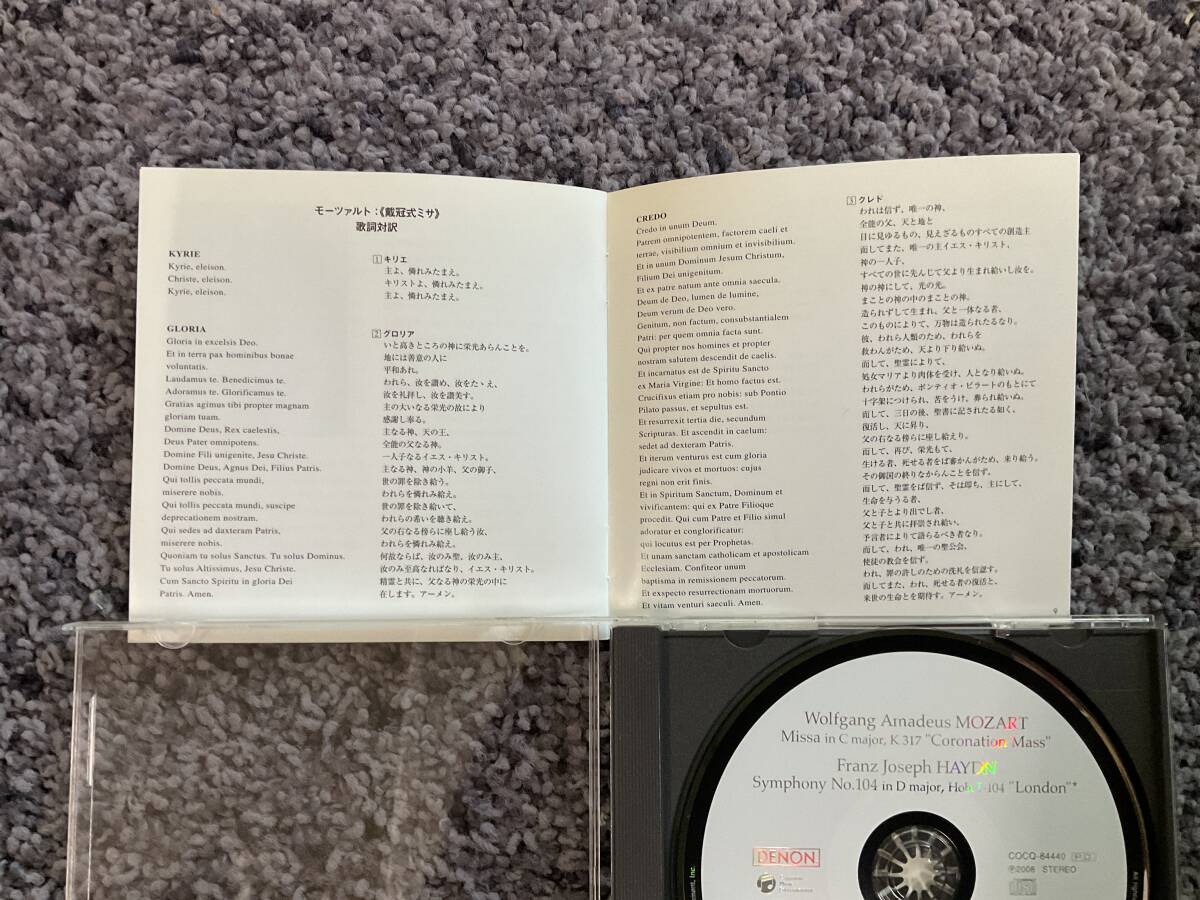 モーツァルト:《戴冠式ミサ》
歌詞対訳
KYRIE
Kyrie, eleison.
Christe, eleison.
Kyrie, eleison.
1 キリエ
主よ、憐れみたまえ。
キリストよ、憐れみたまえ。
主よ、憐れみたまえ。
GLORIA
Gloria in excelsis Deo.
Et in terra pax hominibus bonae
voluntatis.
Laudamus te. Benedicimus te.
Adoramus te. Glorificamus te.
Gratias agimus tibi propter magnam
gloriam tuam.
Domine Deus, Rex caelestis,
Deus Pater omnipotens.
Domine Fili unigenite, Jesu Christe.
Domine Deus, Agnus Dei, Filius Patris.
Qui tollis peccata mundi,
miserere nobis.
Qui tollis peccata mundi, suscipe
deprecationem nostram.
Qui sedes ad dexteram Patris,
miserere nobis.
Quoniam tu solus Sanctus. Tu solus Dominus.
Tu solus Altissimus, Jesu Christe.
Cum Sancto Spiritu in gloria Dei
Patris. Amen.
2 グロリア
いと高きところの神に栄光あらんことを。
地には善意の人に
平和あれ。
われら、汝を讃め、汝をたゝえ、
汝を礼拝し、汝を讃美す。
主の大いなる栄光の故により
感謝し奉る。
主なる神、天の王、
全能の父なる神。
一人子なるイエス・キリスト。
主なる神、神の小羊、父の御子、
世の罪を除き給う。
われらを憐れみ給え。
世の罪を除い給いて、
われらの希いを聴き給え。
父の右なる傍らに座し給う汝、
われらを憐れみ給え。
何故ならば、汝のみ聖、汝のみ主、
汝のみ至高なればなり、イエス・キリスト。
精霊と共に、父なる神の栄光の中に
在します。アーメン。
CREDO
Credo in unum Deum.
Patrem omnipotentem, factorem caeli et
terrae, visibilium omnium et invisibilium.
Et in unum Dominum Jesum Christum,
Filium Dei unigenitum.
Et ex patre natum ante omnia saecula.
Deum de Deo, lumen de lumine,
Deum verum de Deo vero.
Genitum, non factum, consubstantialem
Patri: per quem omnia facta sunt.
Qui propter nos homines et propter
nostram salutem descendit de caelis.
Et incarnatus est de Spiritu Sancto
ex Maria Virgine: Et homo factus est.
Crucifixus etiam pro nobis: sub Pontio
Pilato passus, et sepultus est.
Et resurrexit tertia die, secundum
Scripturas. Et ascendit in caelum:
sedet ad dexteram Patris.
Et iterum venturus est cum gloria
judicare vivos et mortuos: cujus
regni non erit finis.
Et in Spiritum Sanctum, Dominum et
vivificantem: qui ex Patre Filioque
procedit. Qui cum Patre et Filio simul
adoratur et conglorificatur:
qui locutus est per Prophetas.
Et unam sanctam catholicam et apostolicam
Ecclesiam. Confiteor unum
baptisma in remissionem peccatorum.
Et exspecto resurrectionam mortuorum.
Et vitam venturi saeculi. Amen.
3 クレド
われは信ず、唯一の神、
全能の父、天と地と
目に見ゆるもの、見えざるものすべての創造主
而してまた、唯一の主イエス・キリスト、
神の一人子、
すべての世に先んじて父より生まれ給いし汝を。
神の神にして、光の光。
まことの神の中のまことの神。
造られずして生まれ、父と一体なる者、
このものによりて、万物は造られたるなり。
彼、われら人類のため、われらを
救わんがため、天より下り給いぬ。
而して、聖霊によりて、
処女マリアより肉体を受け、人となり給いぬ。
われらがため、ポンティオ・ピラートのもとにて
十字架につけられ、苦をうけ、葬られ給いぬ。
而して、三日の後、聖書に記されたる如く、
復活し、天に昇り、
父の右なる傍らに座し給えり。
而して、再び、栄光もて、
生ける者、死せる者をば審かんがため、来り給う。
その御国の終りなからんことを信ず。
而して、聖霊をば信ず、そは即ち、主にして、
生命を与うる者、
父と子とより出でし者、
父と子と共に拝崇され給い、
予言者によりて語らるべき者なり。
而して、われ、唯一の聖公会、
使徒の教会を信ず。
われ、罪の許しのための洗礼を信認す。
而してまた、われ、死せる者の復活と、
来世の生命とを期待す。アーメン。
9
Wolfgang Amadeus MOZART
Missa in C major, K 317 "Coronation Mass"
Franz Joseph HAYDN
Symphony No.104 in D major, "London"*
DENON
COCQ-84440
STEREO